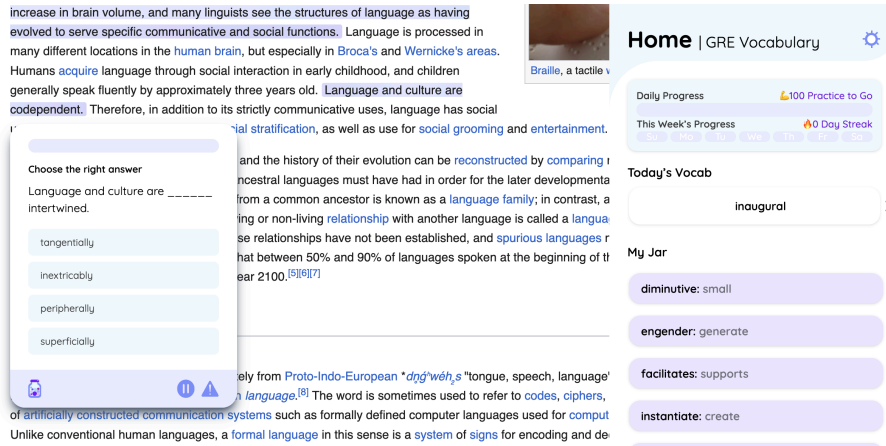 increase in brain volume, and many linguists see the structures of language as having
evolved to serve specific communicative and social functions. Language is processed in
many different locations in the human brain, but especially in Broca's and Wernicke's areas.
Humans acquire language through social interaction in early childhood, and children
generally speak fluently by approximately three years old. Language and culture are
codependent. Therefore, in addition to its strictly communicative uses, language has social
ial stratification, as well as use for social grooming and entertainment.
Braille, a tactile
and the history of their evolution can be reconstructed by comparing
ancestral languages must have had in order for the later developmenta
from a common ancestor is known as a language family; in contrast, a
ing or non-living relationship with another language is called a langua
se relationships have not been established, and spurious languages
hat between 50% and 90% of languages spoken at the beginning of th
ear 2100.[5][6][7]
ely from Proto-Indo-European *dn̥ǵʰwéh₂s "tongue, speech, language"
language.[8] The word is sometimes used to refer to codes, ciphers,
of artificially constructed communication systems such as formally defined computer languages used for comput
Unlike conventional human languages, a formal language in this sense is a system of signs for encoding and de
Choose the right answer
Language and culture are ______
intertwined.
tangentially
inextricably
peripherally
superficially
Home | GRE Vocabulary
Daily Progress
💪100 Practice to Go
This Week's Progress
🔥0 Day Streak
Su Mo Tu We Th Fr Sa
Today's Vocab
inaugural
My Jar
diminutive: small
engender: generate
facilitates: supports
instantiate: create